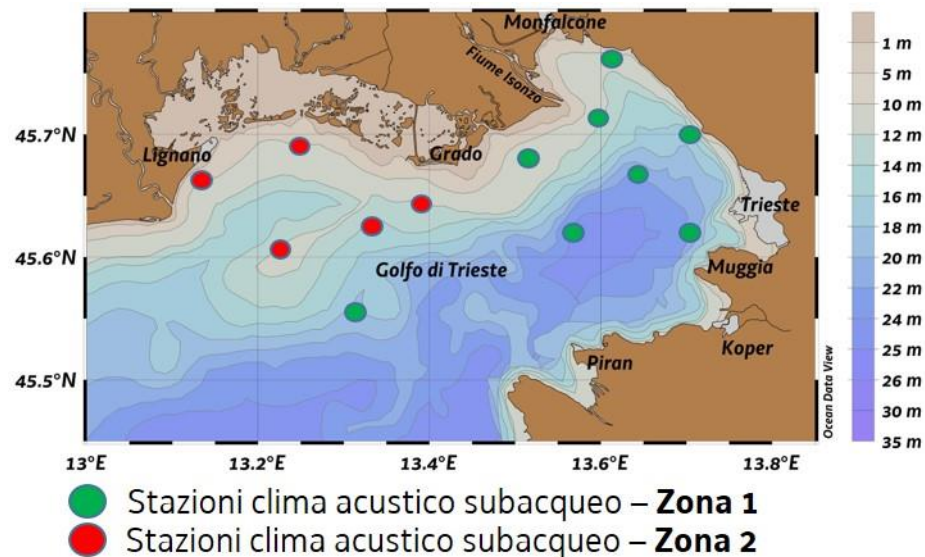 Monfalcone
Fiume Isonzo
45.7°N
Lignano
Grado
Trieste
45.6°N
Golfo di Trieste
Muggia
Koper
Piran
45.5°N
Ocean Data View
13°E
13.2°E
13.4°E
13.6°E
13.8°E
1 m
5 m
10 m
12 m
14 m
16 m
18 m
20 m
22 m
24 m
25 m
26 m
30 m
35 m
Stazioni clima acustico subacqueo – Zona 1
Stazioni clima acustico subacqueo – Zona 2